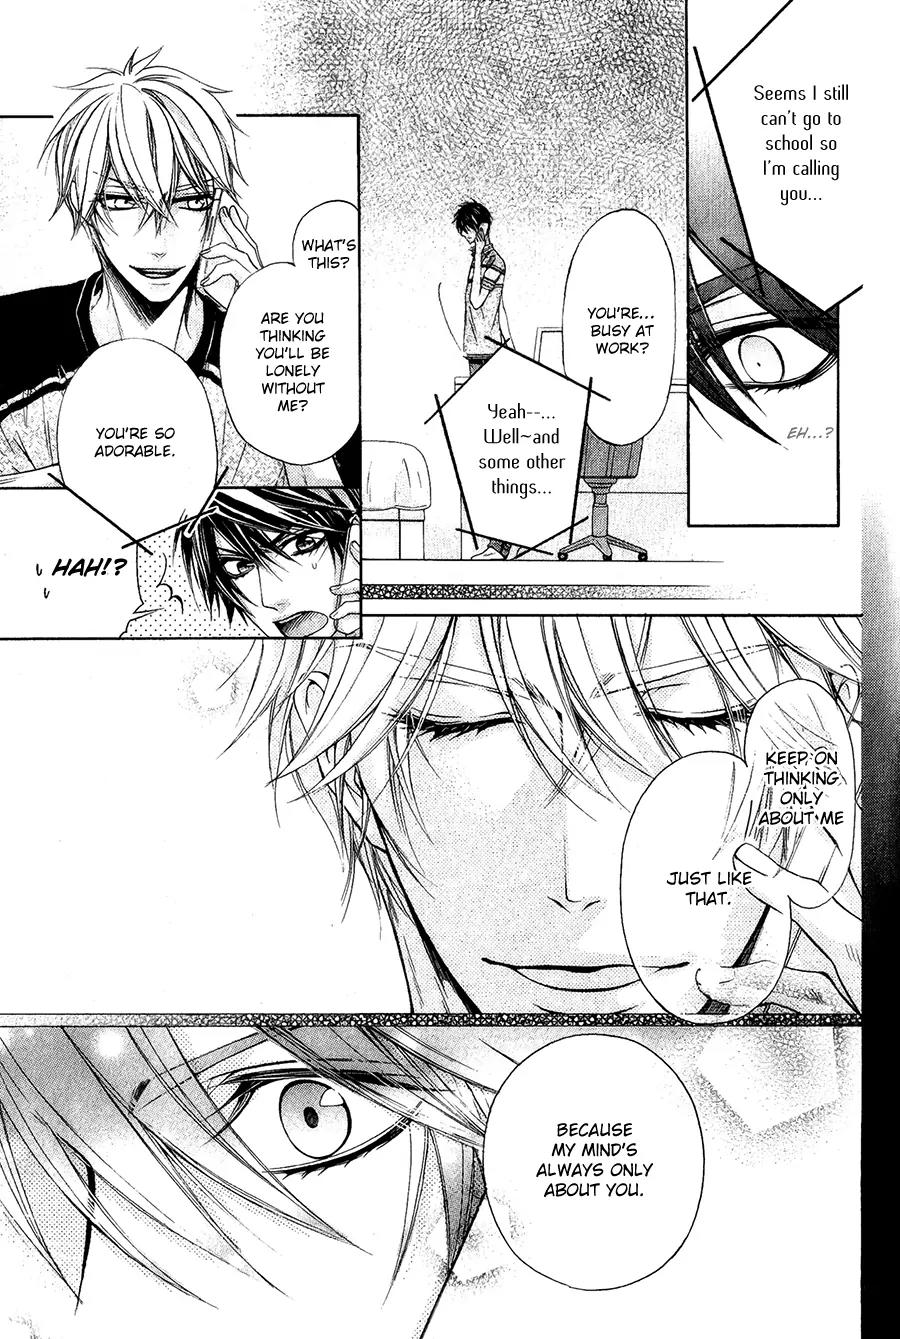 Seems I still
can't go to
school so
I'm calling
you...
EH...?
YOU'RE...
BUSY AT
WORK?
Yeah--...
Well~and
some other
things...
WHAT'S
THIS?
ARE YOU
THINKING
YOU'LL BE
LONELY
WITHOUT
ME?
YOU'RE SO
ADORABLE.
HAH!?
KEEP ON
THINKING
ONLY
ABOUT ME
JUST LIKE
THAT.
BECAUSE
MY MIND'S
ALWAYS ONLY
ABOUT YOU.